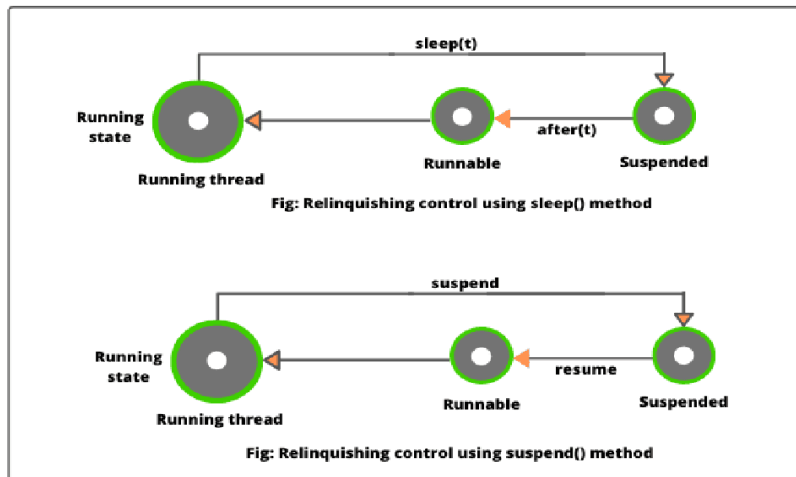 sleep(t)
Running
state
after(t)
Runnable
Suspended
Running thread
Fig: Relinquishing control using sleep() method
suspend
Running
state
resume
Runnable
Suspended
Running thread
Fig: Relinquishing control using suspend() method